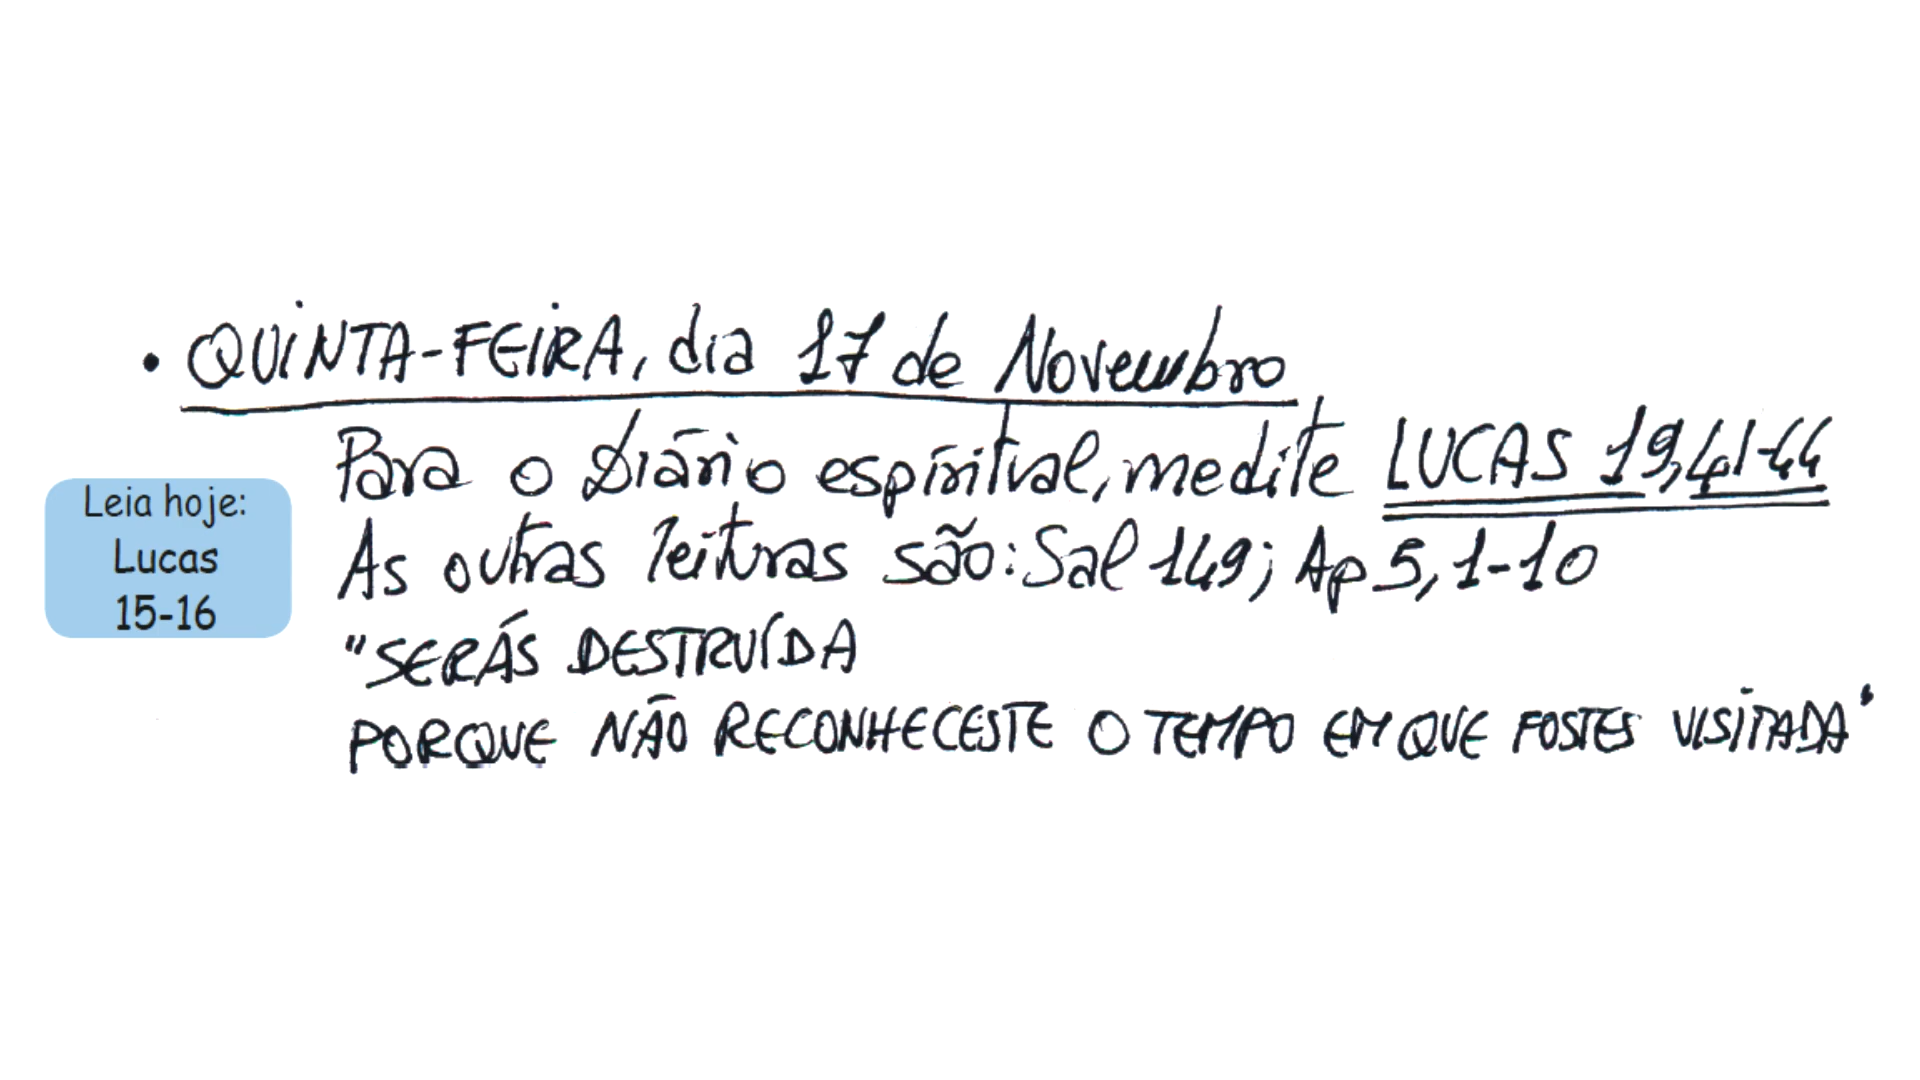 • QUINTA-FEIRA, dia 17 de Novembro
Para o Diário espíritual, medite LUCAS 19,41-44
Leia hoje:
Lucas
15-16
As outras leituras são: Sal 149; Ap 5, 1-10
"SERÁS DESTRUÍDA
PORQUE NÃO RECONHECESTE O TEMPO EM QUE FOSTES VISITADA"